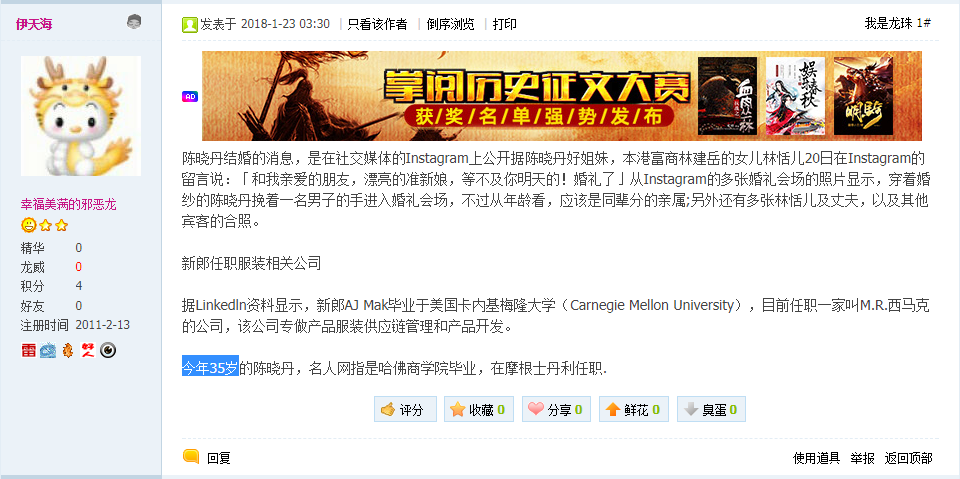 伊天海
发表于 2018-1-23 03:30 | 只看该作者 | 倒序浏览 | 打印
我是龙珠 1#
AD
掌阅历史征文大赛
获/奖/名/单/强/势/发/布
陈晓丹结婚的消息，是在社交媒体的Instagram上公开据陈晓丹好姐妹，本港富商林建岳的女儿林恬儿20日在Instagram的
留言说：「和我亲爱的朋友，漂亮的准新娘，等不及你明天的！婚礼了」从Instagram的多张婚礼会场的照片显示，穿着婚
纱的陈晓丹挽着一名男子的手进入婚礼会场，不过从年龄看，应该是同辈分的亲属;另外还有多张林恬儿及丈夫，以及其他
宾客的合照。
新郎任职服装相关公司
据LinkedIn资料显示，新郎AJ Mak毕业于美国卡内基梅隆大学（Carnegie Mellon University），目前任职一家叫M.R.西马克
的公司，该公司专做产品服装供应链管理和产品开发。
今年35岁的陈晓丹，名人网指是哈佛商学院毕业，在摩根士丹利任职.
幸福美满的邪恶龙
精华 0
龙威 0
积分 4
好友 0
注册时间 2011-2-13
评分 收藏 0 分享 0 鲜花 0 臭蛋 0
回复
使用道具 举报 返回顶部